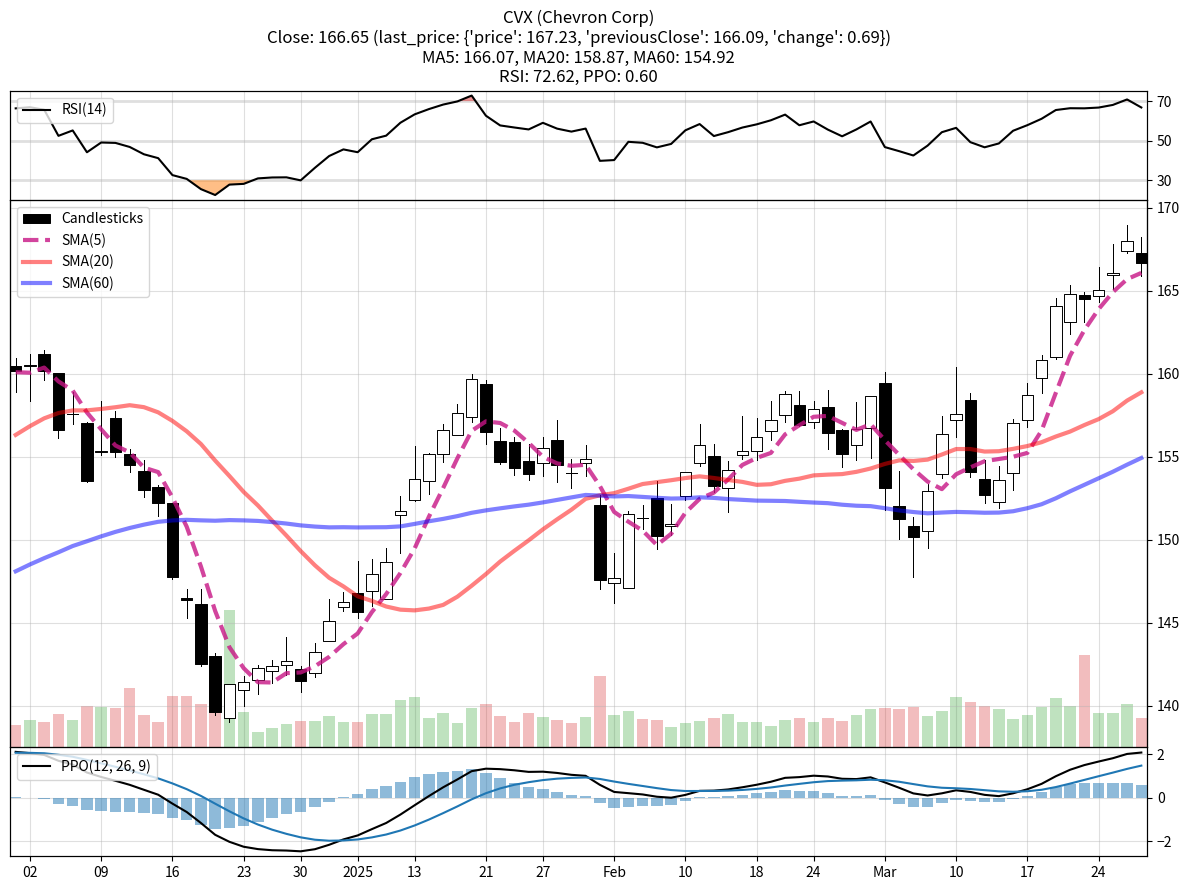 CVX (Chevron Corp)
Close: 166.65 (last_price: {'price': 167.23, 'previousClose': 166.09, 'change': 0.69})
MA5: 166.07, MA20: 158.87, MA60: 154.92
RSI: 72.62, PPO: 0.60
RSI(14)
70
50
30
Candlesticks
SMA(5)
SMA(20)
SMA(60)
170
165
160
155
150
145
140
PPO(12, 26, 9)
2
0
−2
02 09 16 23 30 2025 13 21 27 Feb 10 18 24 Mar 10 17 24